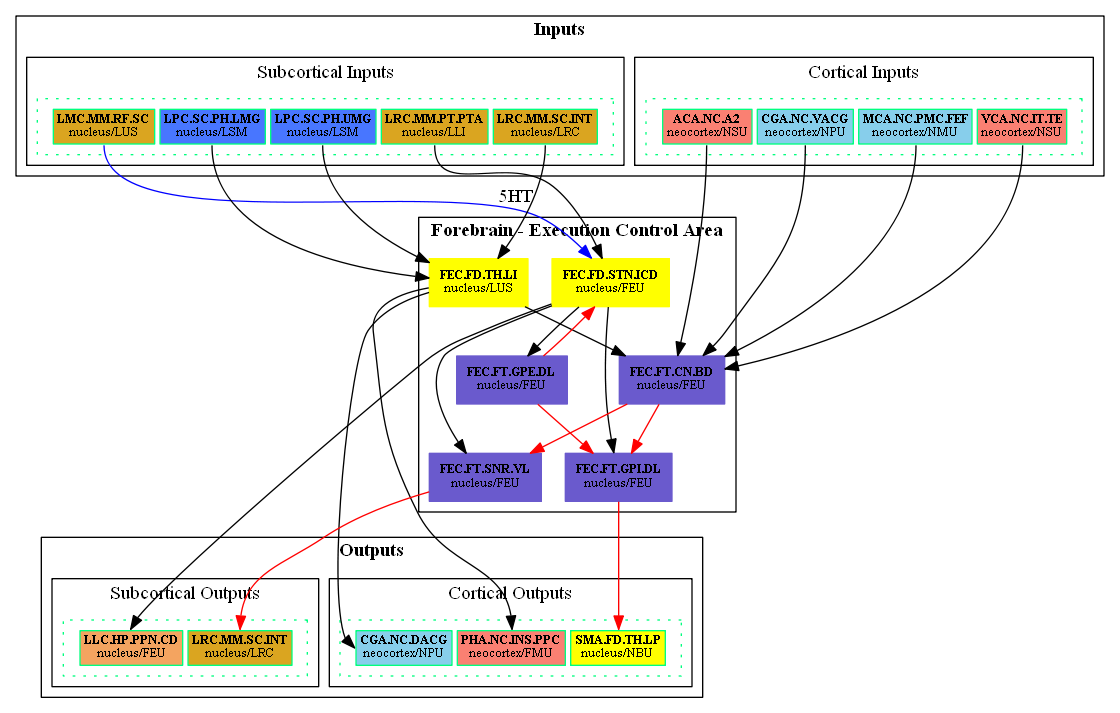 Inputs
Subcortical Inputs
Cortical Inputs
LMC.MM.RF.SC
nucleus/LUS
LPC.SC.PH.LMG
nucleus/LSM
LPC.SC.PH.UMG
nucleus/LSM
LRC.MM.PT.PTA
nucleus/LLI
LRC.MM.SC.INT
nucleus/LRC
ACA.NC.A2
neocortex/NSU
CGA.NC.VACG
neocortex/NPU
MCA.NC.PMC.FEF
neocortex/NMU
VCA.NC.IT.TE
neocortex/NSU
5HT
Forebrain - Execution Control Area
FEC.FD.TH.LI
nucleus/LUS
FEC.FD.STN.ICD
nucleus/FEU
FEC.FT.GPE.DL
nucleus/FEU
FEC.FT.CN.BD
nucleus/FEU
FEC.FT.SNR.VL
nucleus/FEU
FEC.FT.GPI.DL
nucleus/FEU
Outputs
Subcortical Outputs
Cortical Outputs
LLC.HP.PPN.CD
nucleus/FEU
LRC.MM.SC.INT
nucleus/LRC
CGA.NC.DACG
neocortex/NPU
PHA.NC.INS.PPC
neocortex/FMU
SMA.FD.TH.LP
nucleus/NBU